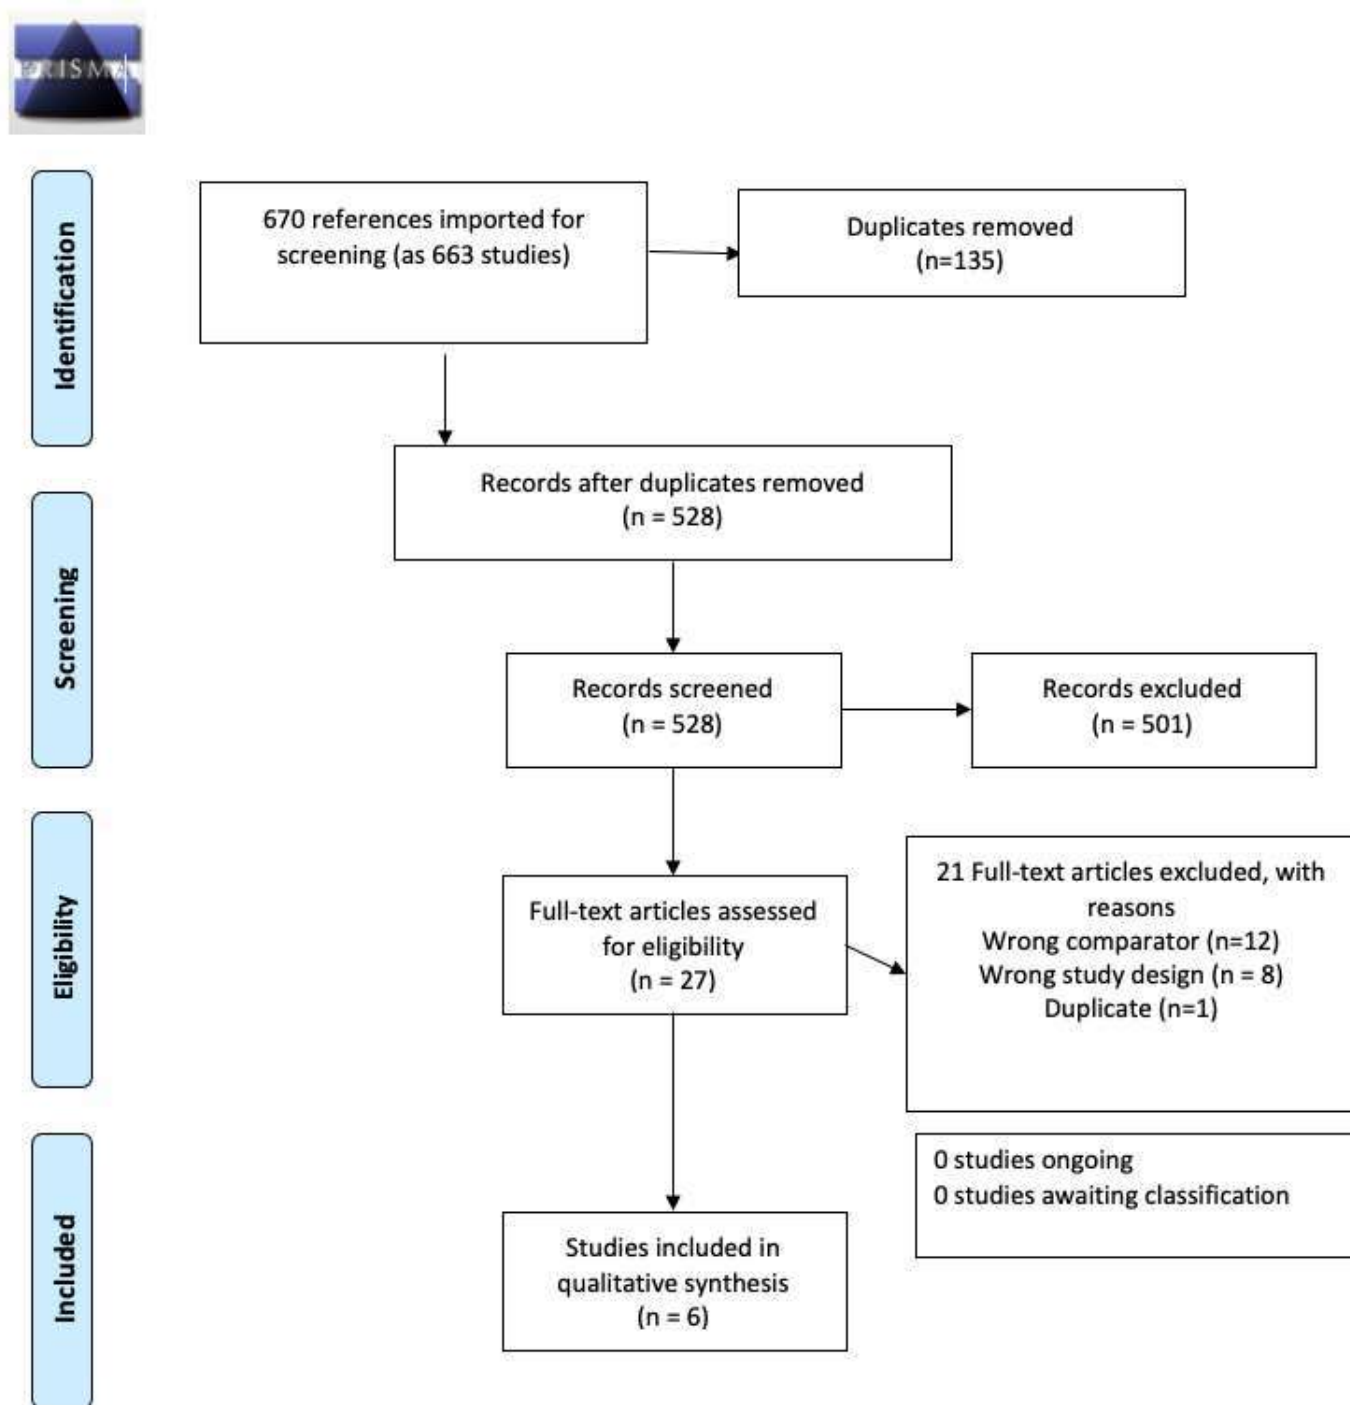 PRISMA
Identification
670 references imported for
screening (as 663 studies)
Duplicates removed
(n=135)
Records after duplicates removed
(n = 528)
Screening
Records screened
(n = 528)
Records excluded
(n = 501)
Eligibility
Full-text articles assessed
for eligibility
(n = 27)
21 Full-text articles excluded, with
reasons
Wrong comparator (n=12)
Wrong study design (n = 8)
Duplicate (n=1)
0 studies ongoing
0 studies awaiting classification
Included
Studies included in
qualitative synthesis
(n = 6)